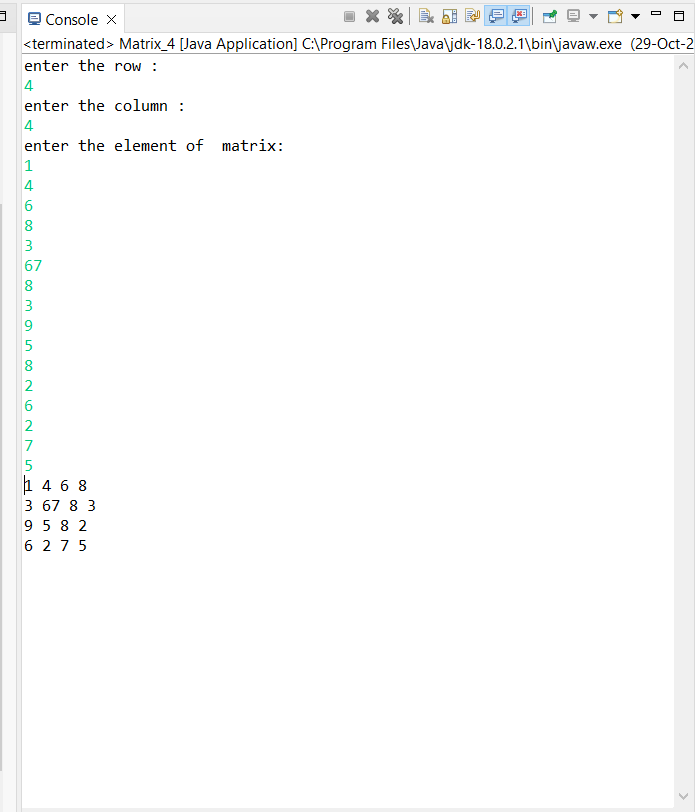 Console
<terminated> Matrix_4 [Java Application] C:\Program Files\Java\jdk-18.0.2.1\bin\javaw.exe (29-Oct-2
enter the row :
4
enter the column :
4
enter the element of  matrix:
1
4
6
8
3
67
8
3
9
5
8
2
6
2
7
5
1 4 6 8
3 67 8 3
9 5 8 2
6 2 7 5